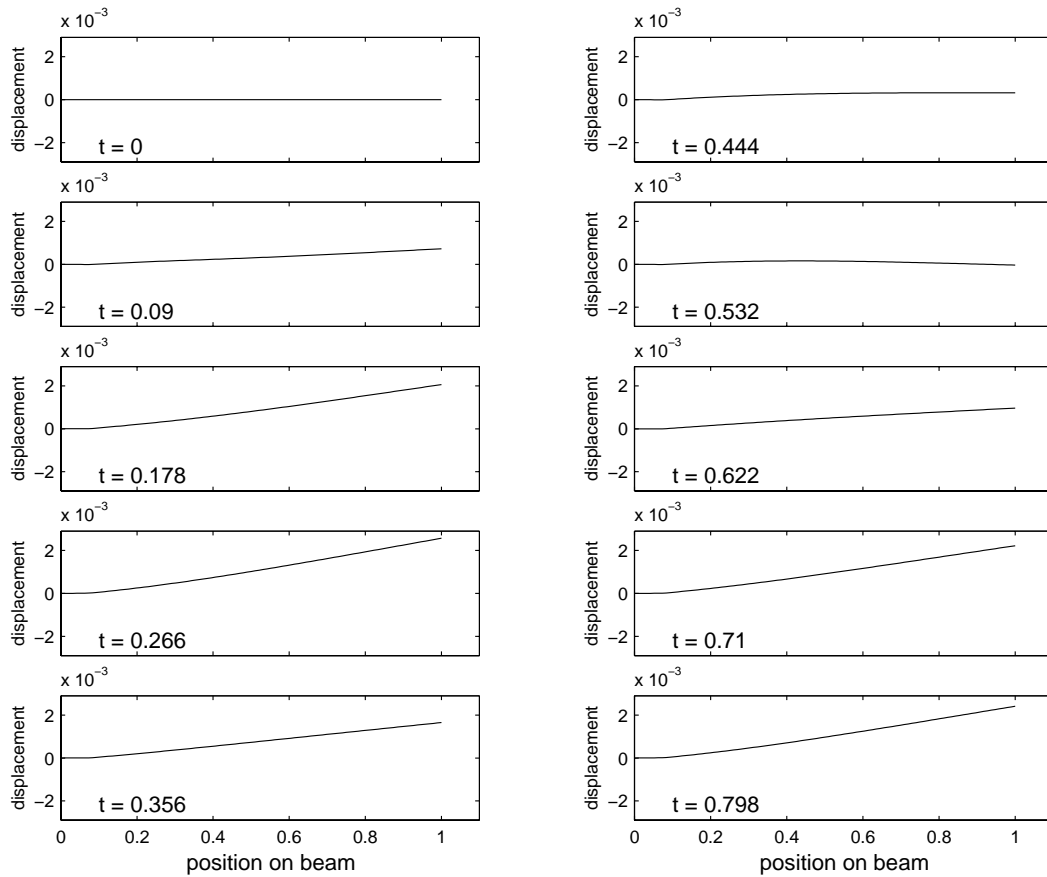 x 10⁻³
2
0
−2
displacement
t = 0
x 10⁻³
2
0
−2
displacement
t = 0.09
x 10⁻³
2
0
−2
displacement
t = 0.178
x 10⁻³
2
0
−2
displacement
t = 0.266
x 10⁻³
2
0
−2
displacement
t = 0.356
0 0.2 0.4 0.6 0.8 1
position on beam
x 10⁻³
2
0
−2
displacement
t = 0.444
x 10⁻³
2
0
−2
displacement
t = 0.532
x 10⁻³
2
0
−2
displacement
t = 0.622
x 10⁻³
2
0
−2
displacement
t = 0.71
x 10⁻³
2
0
−2
displacement
t = 0.798
0 0.2 0.4 0.6 0.8 1
position on beam